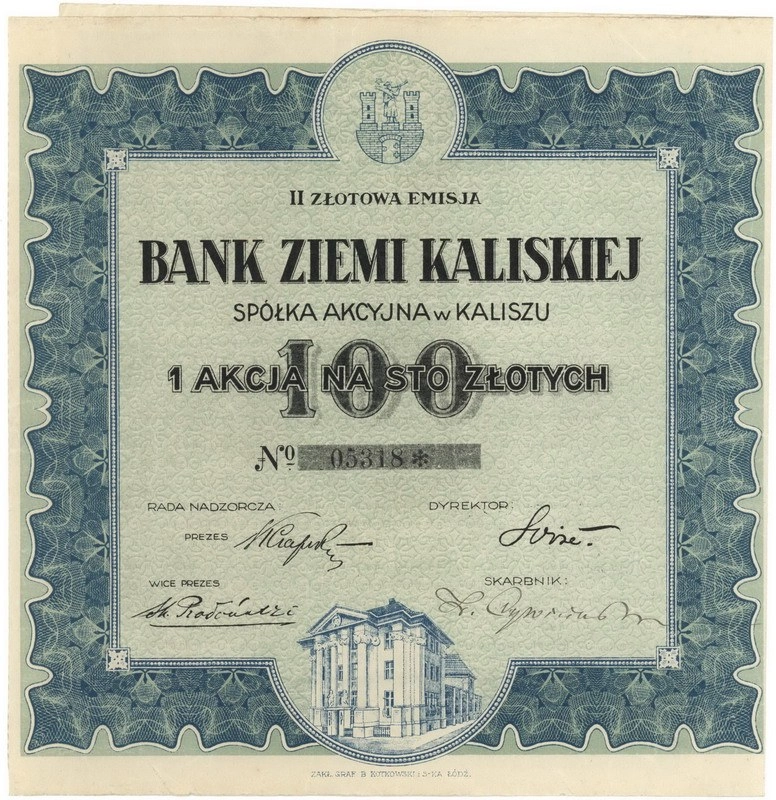 II ZŁOTOWA EMISJA
BANK ZIEMI KALISKIEJ
SPÓŁKA AKCYJNA w KALISZU
100
1 AKCJA NA STO ZŁOTYCH
No 05318*
RADA NADZORCZA
DYREKTOR:
PREZES
WICE PREZES
SKARBNIK:
ZAKŁ. GRAF. B KOTKOWSKI i S-KA ŁÓDŹ.